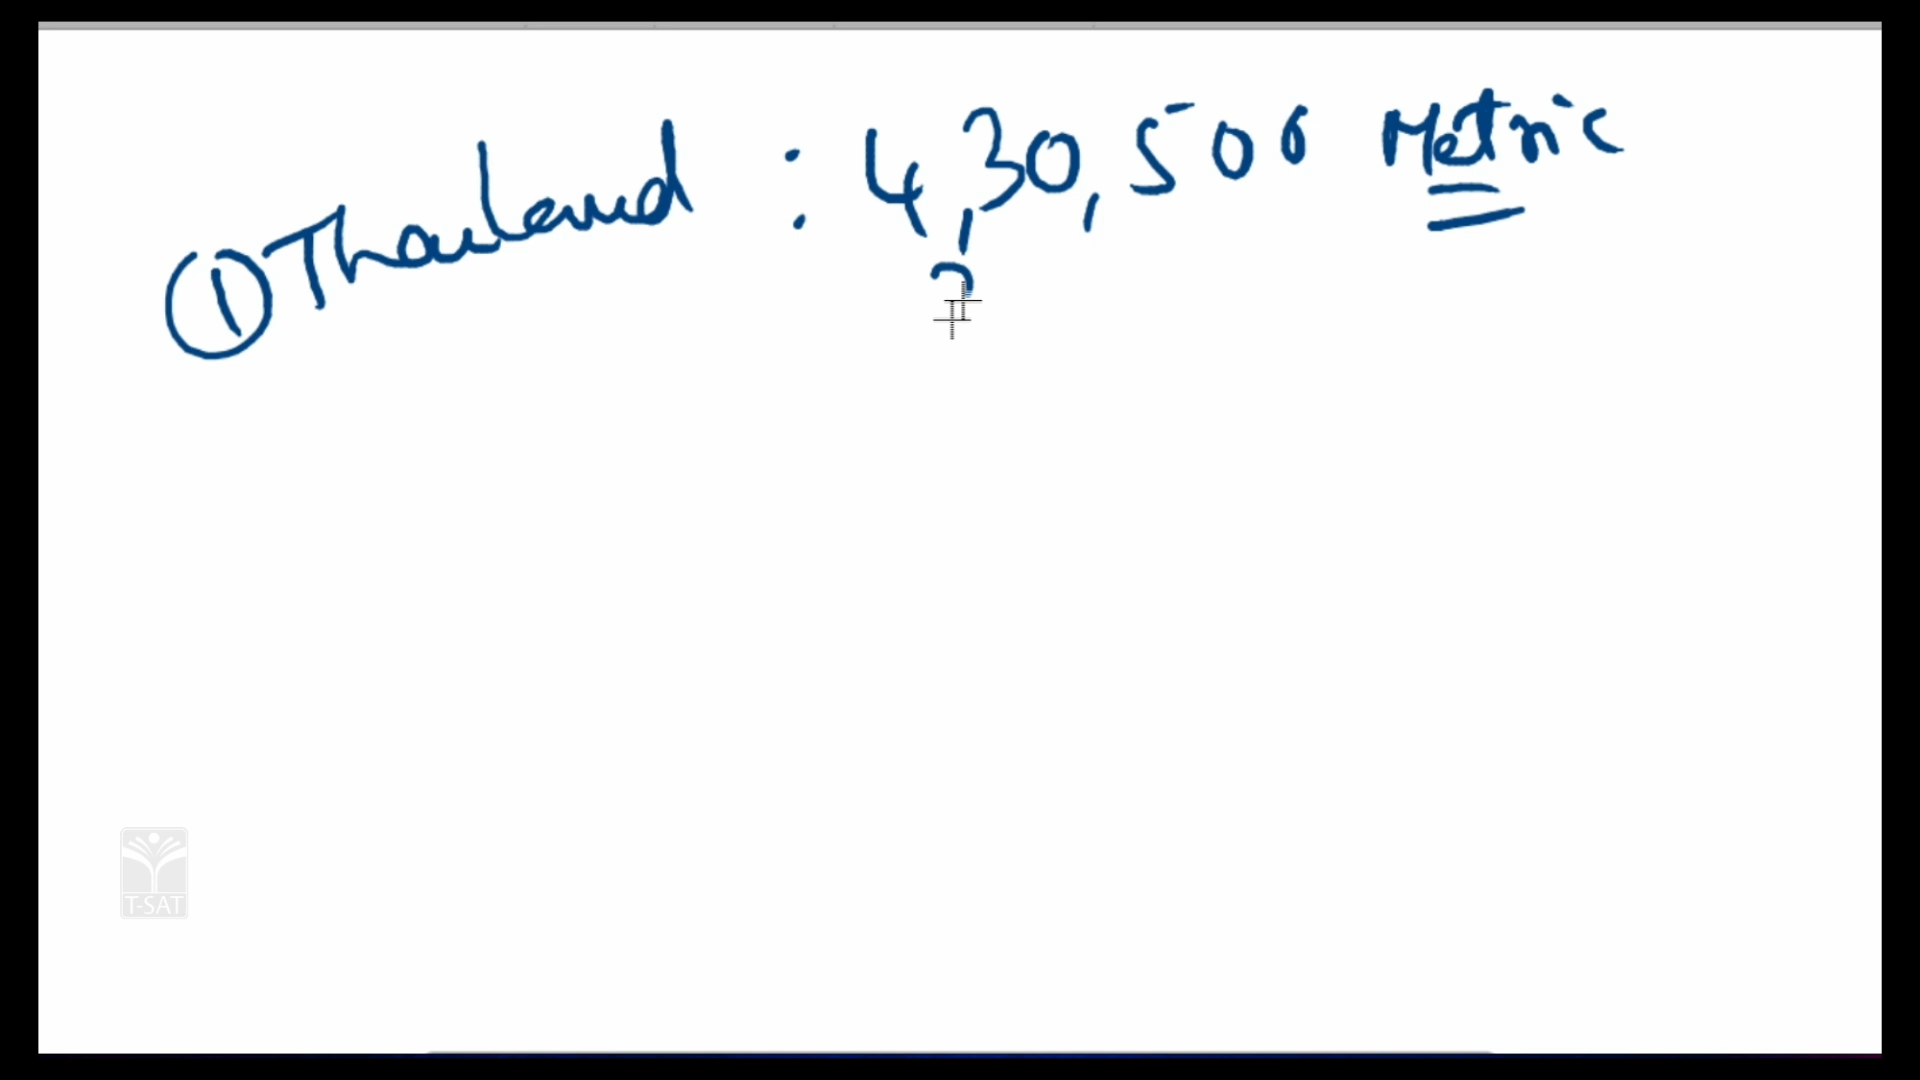 ① Thailand : 4,30,500 Metric
T-SAT